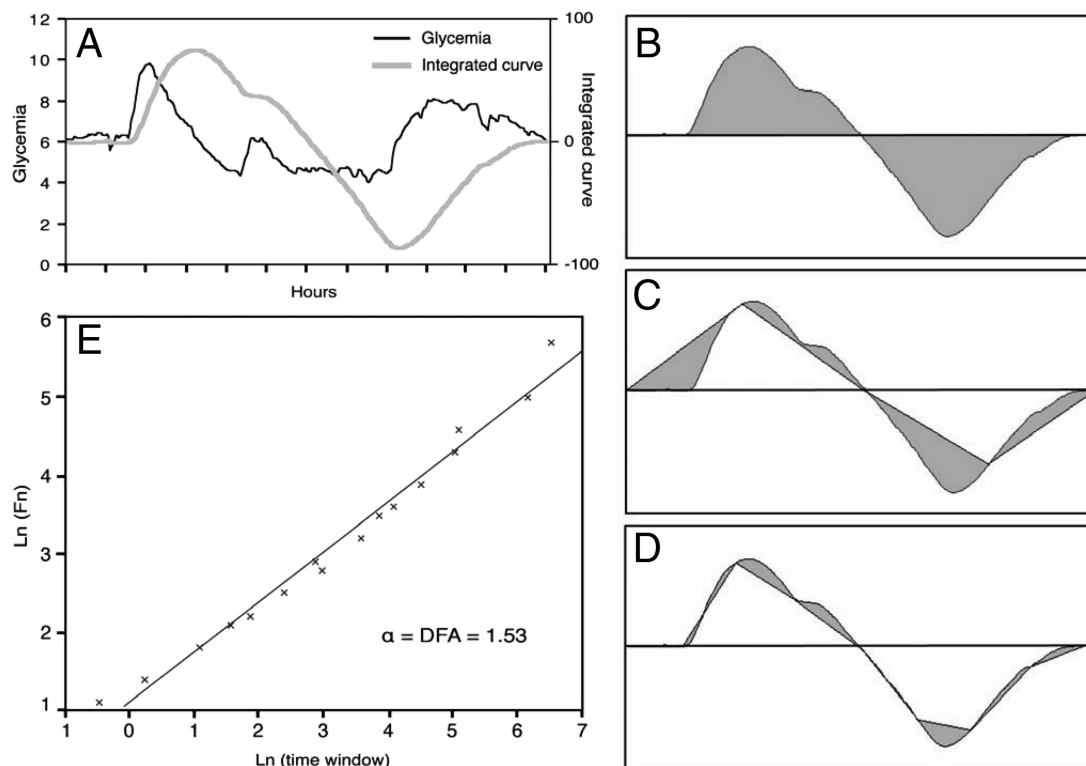 A
12
10
8
6
4
2
0
Glycemia
Glycemia
Integrated curve
100
0
-100
Integrated curve
Hours
B
C
D
E
6
5
4
3
2
1
Ln (Fn)
α = DFA = 1.53
1 0 1 2 3 4 5 6 7
Ln (time window)